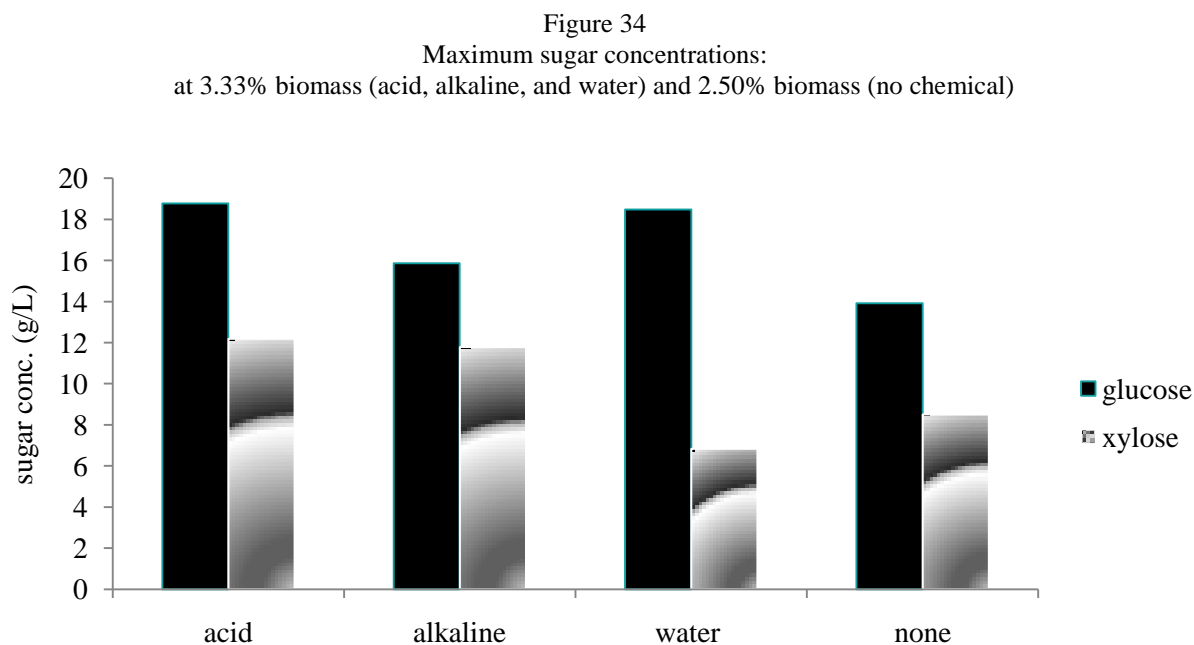 Figure 34
Maximum sugar concentrations:
at 3.33% biomass (acid, alkaline, and water) and 2.50% biomass (no chemical)
20
18
16
14
12
10
8
6
4
2
0
sugar conc. (g/L)
acid alkaline water none
glucose
xylose